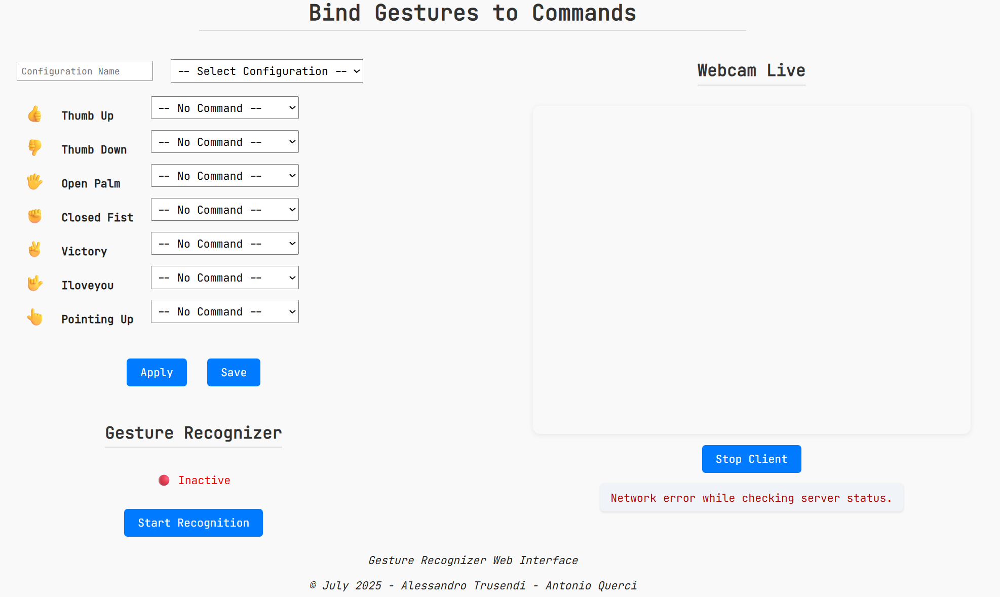 Bind Gestures to Commands
Configuration Name
-- Select Configuration --
Thumb Up
-- No Command --
Thumb Down
-- No Command --
Open Palm
-- No Command --
Closed Fist
-- No Command --
Victory
-- No Command --
Iloveyou
-- No Command --
Pointing Up
-- No Command --
Apply
Save
Gesture Recognizer
Inactive
Start Recognition
Webcam Live
Stop Client
Network error while checking server status.
Gesture Recognizer Web Interface
© July 2025 - Alessandro Trusendi - Antonio Querci